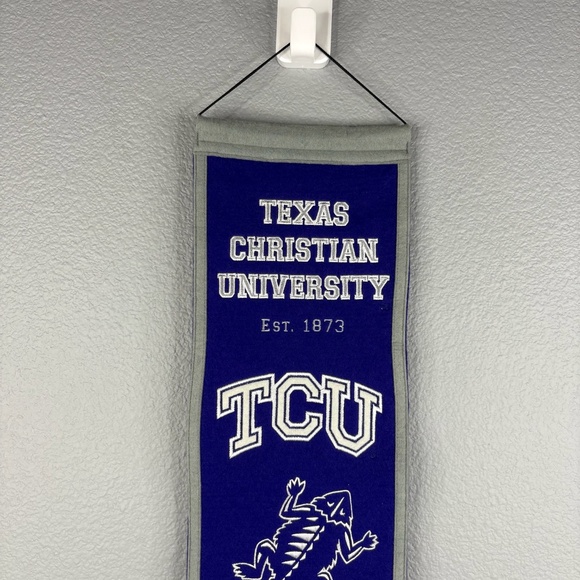 TEXAS
CHRISTIAN
UNIVERSITY
EST. 1873
TCU